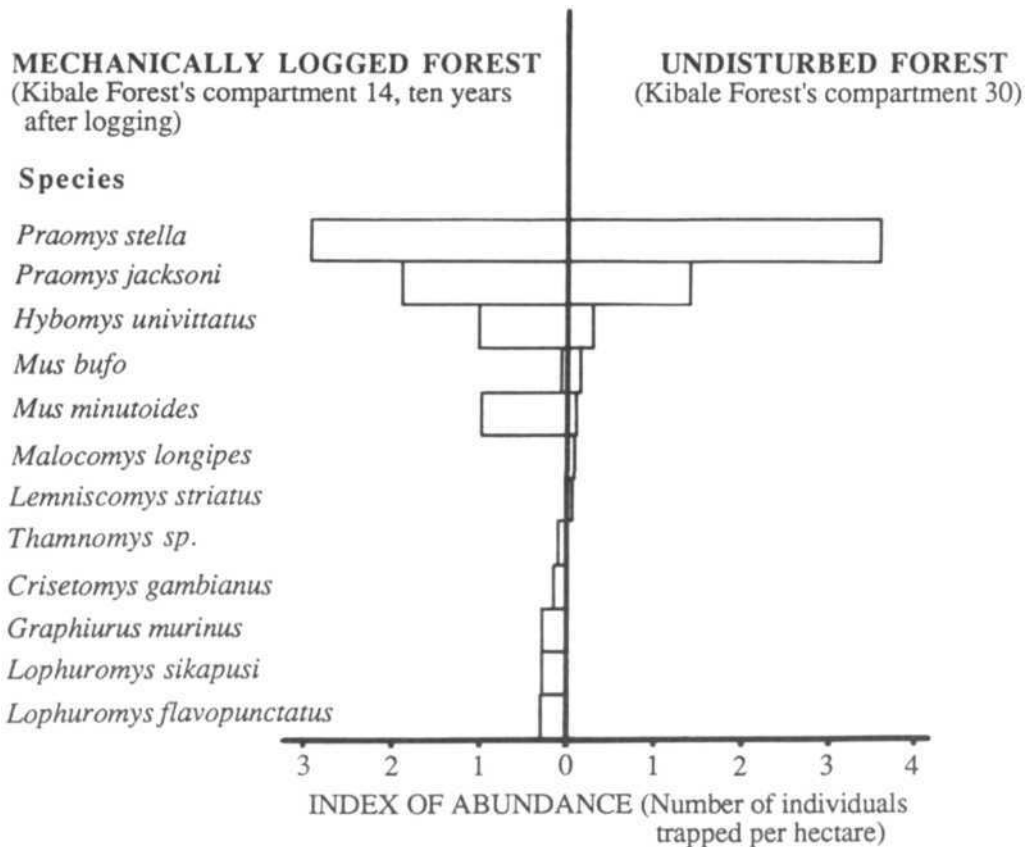 MECHANICALLY LOGGED FOREST
(Kibale Forest's compartment 14, ten years
after logging)
UNDISTURBED FOREST
(Kibale Forest's compartment 30)
Species
Praomys stella
Praomys jacksoni
Hybomys univittatus
Mus bufo
Mus minutoides
Malocomys longipes
Lemniscomys striatus
Thamnomys sp.
Crisetomys gambianus
Graphiurus murinus
Lophuromys sikapusi
Lophuromys flavopunctatus
3 2 1 0 1 2 3 4
INDEX OF ABUNDANCE (Number of individuals
trapped per hectare)